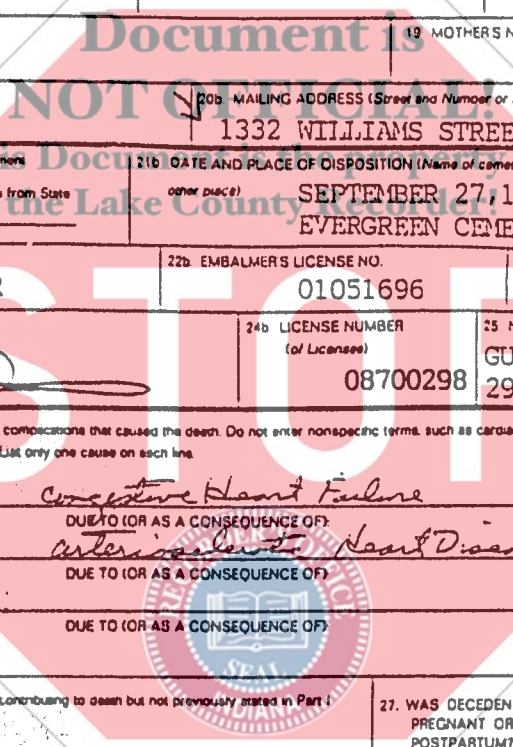 Document is
19 MOTHER'S N
NOT OFFICIAL!
20b. MAILING ADDRESS (Street and Number or
1332 WILLIAMS STREE
is Document is the property
21b DATE AND PLACE OF DISPOSITION (Name of ceme
from State
other place)
SEPTEMBER 27,1
the Lake County Recorder!
EVERGREEN CEME
22b. EMBALMER'S LICENSE NO.
01051696
STOP
24b LICENSE NUMBER
(of Licensee)
08700298
25
GU
29
complications that caused the death. Do not enter nonspecific terms, such as cardia
List only one cause on each line.
Congestive Heart Failure
DUE TO (OR AS A CONSEQUENCE OF):
arteriosclerotic Heart Disea
DUE TO (OR AS A CONSEQUENCE OF):
DUE TO (OR AS A CONSEQUENCE OF):
SEAL
INDIANA
contributing to death but not previously stated in Part I
27. WAS DECEDEN
PREGNANT OR
POSTPARTUM?